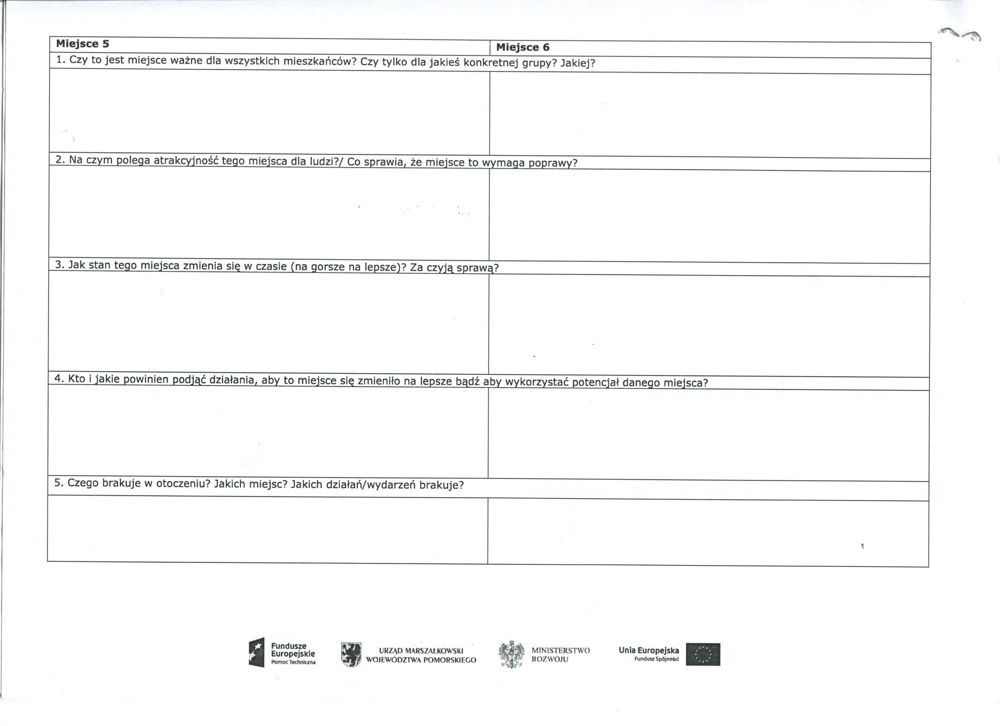 Miejsce 5
Miejsce 6
1. Czy to jest miejsce ważne dla wszystkich mieszkańców? Czy tylko dla jakieś konkretnej grupy? Jakiej?
2. Na czym polega atrakcyjność tego miejsca dla ludzi?/ Co sprawia, że miejsce to wymaga poprawy?
3. Jak stan tego miejsca zmienia się w czasie (na gorsze na lepsze)? Za czyją sprawą?
4. Kto i jakie powinien podjąć działania, aby to miejsce się zmieniło na lepsze bądź aby wykorzystać potencjał danego miejsca?
5. Czego brakuje w otoczeniu? Jakich miejsc? Jakich działań/wydarzeń brakuje?
Fundusze
Europejskie
Pomoc Techniczna
URZĄD MARSZAŁKOWSKI
WOJEWÓDZTWA POMORSKIEGO
MINISTERSTWO
ROZWOJU
Unia Europejska
Fundusz Spójności